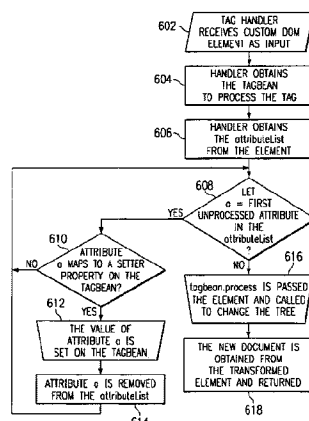 602
TAG HANDLER
RECEIVES CUSTOM DOM
ELEMENT AS INPUT
604
HANDLER OBTAINS
THE TAGBEAN
TO PROCESS THE TAG
606
HANDLER OBTAINS
THE attributeList
FROM THE ELEMENT
608
LET
a = FIRST
UNPROCESSED ATTRIBUTE
IN THE
attributeList
?
YES
NO
610
ATTRIBUTE
a MAPS TO A SETTER
PROPERTY ON THE
TAGBEAN?
NO
YES
612
THE VALUE OF
ATTRIBUTE a IS
SET ON THE TAGBEAN
ATTRIBUTE a IS REMOVED
FROM THE attributeList
614
616
tagbean.process IS PASSED
THE ELEMENT AND CALLED
TO CHANGE THE TREE
THE NEW DOCUMENT IS
OBTAINED FROM
THE TRANSFORMED
ELEMENT AND RETURNED
618